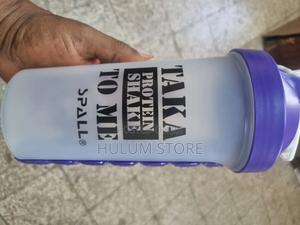 TAKA
PROTEIN
SHAKE
TO ME
SPALL®
HULUM STORE